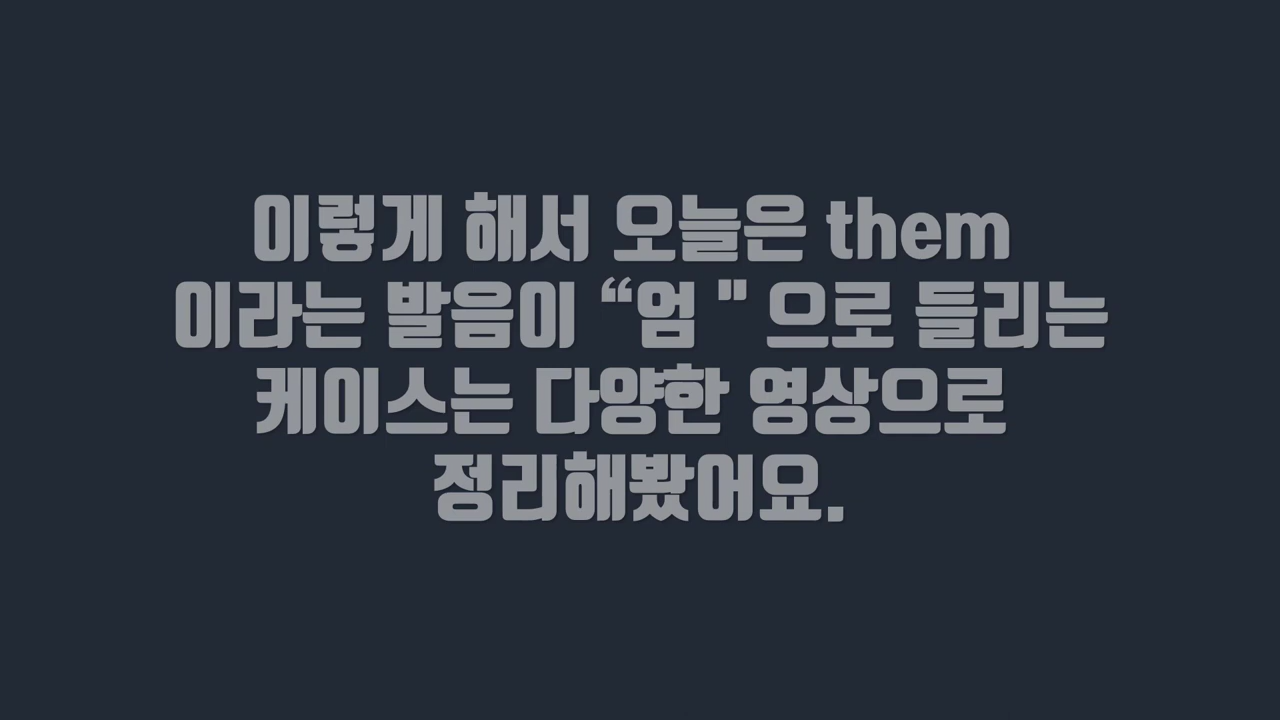 이렇게 해서 오늘은 them
이라는 발음이 “엄 " 으로 들리는
케이스는 다양한 영상으로
정리해봤어요.